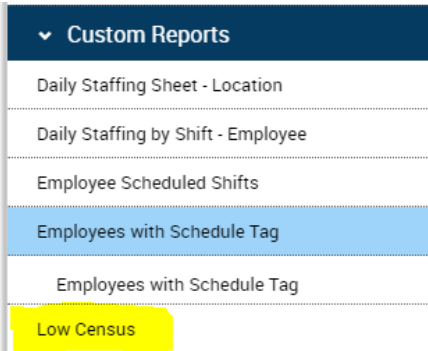 Custom Reports
Daily Staffing Sheet - Location
Daily Staffing by Shift - Employee
Employee Scheduled Shifts
Employees with Schedule Tag
Employees with Schedule Tag
Low Census